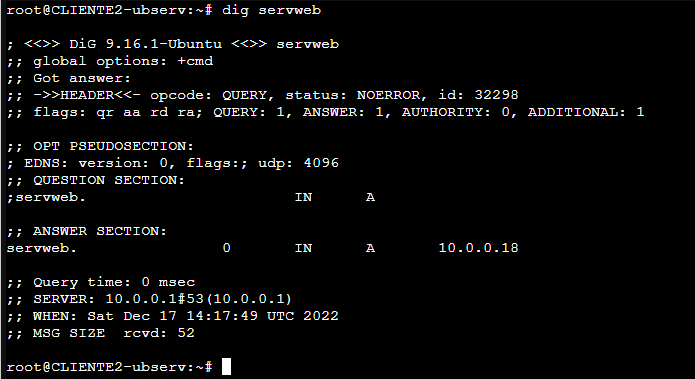 root@CLIENTE2-ubserv:~# dig servweb
; <<>> DiG 9.16.1-Ubuntu <<>> servweb
;; global options: +cmd
;; Got answer:
;; ->>HEADER<<- opcode: QUERY, status: NOERROR, id: 32298
;; flags: qr aa rd ra; QUERY: 1, ANSWER: 1, AUTHORITY: 0, ADDITIONAL: 1
;; OPT PSEUDOSECTION:
; EDNS: version: 0, flags:; udp: 4096
;; QUESTION SECTION:
;servweb. IN A
;; ANSWER SECTION:
servweb. 0 IN A 10.0.0.18
;; Query time: 0 msec
;; SERVER: 10.0.0.1#53(10.0.0.1)
;; WHEN: Sat Dec 17 14:17:49 UTC 2022
;; MSG SIZE  rcvd: 52
root@CLIENTE2-ubserv:~#